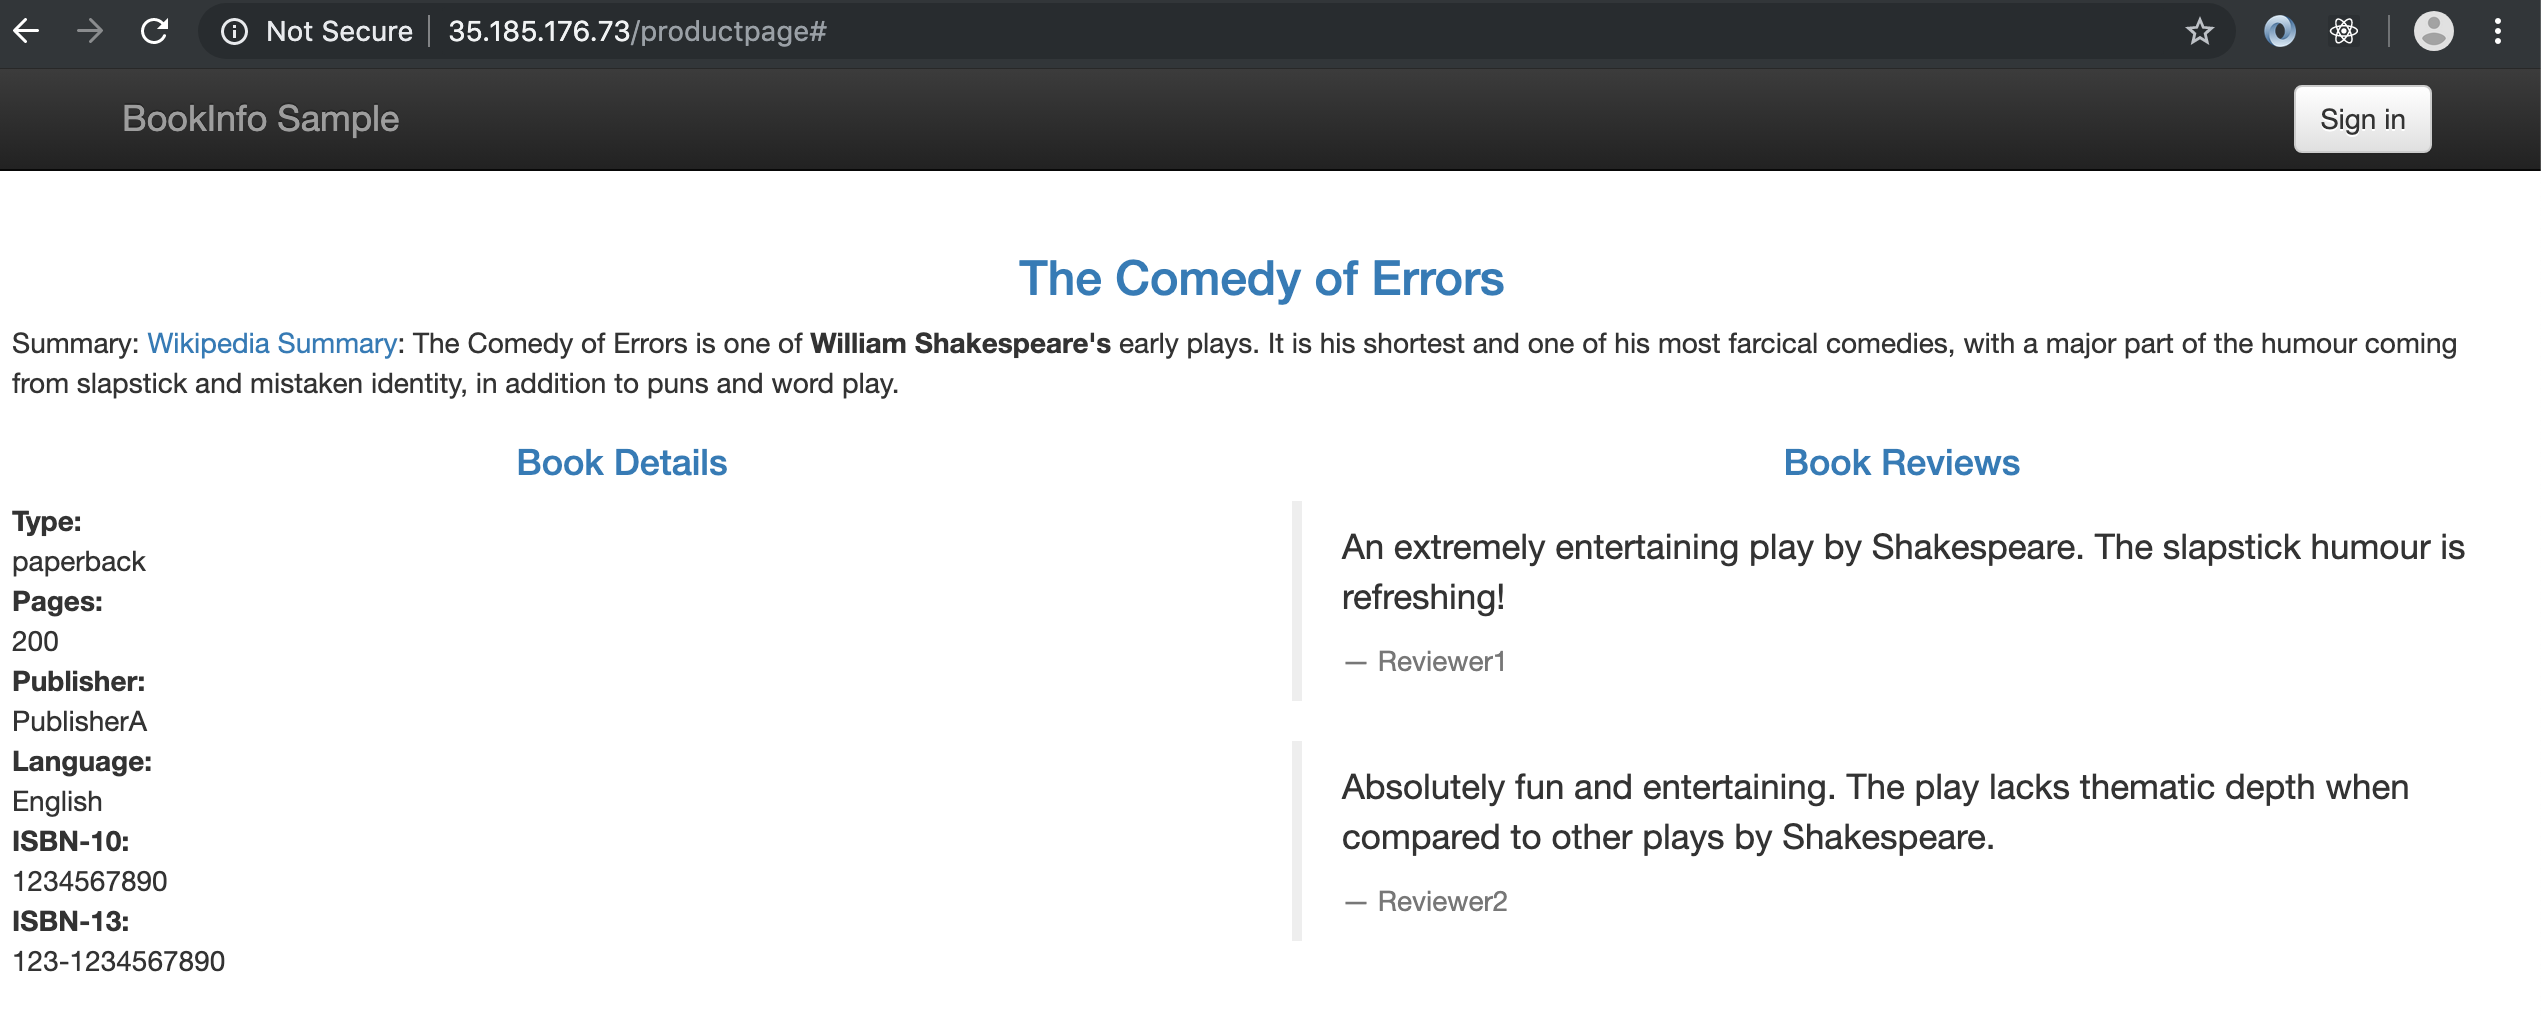 Not Secure 35.185.176.73/productpage#
BookInfo Sample
Sign in
The Comedy of Errors
Summary: Wikipedia Summary: The Comedy of Errors is one of William Shakespeare's early plays. It is his shortest and one of his most farcical comedies, with a major part of the humour coming
from slapstick and mistaken identity, in addition to puns and word play.
Book Details
Type:
paperback
Pages:
200
Publisher:
PublisherA
Language:
English
ISBN-10:
1234567890
ISBN-13:
123-1234567890
Book Reviews
An extremely entertaining play by Shakespeare. The slapstick humour is
refreshing!
— Reviewer1
Absolutely fun and entertaining. The play lacks thematic depth when
compared to other plays by Shakespeare.
— Reviewer2